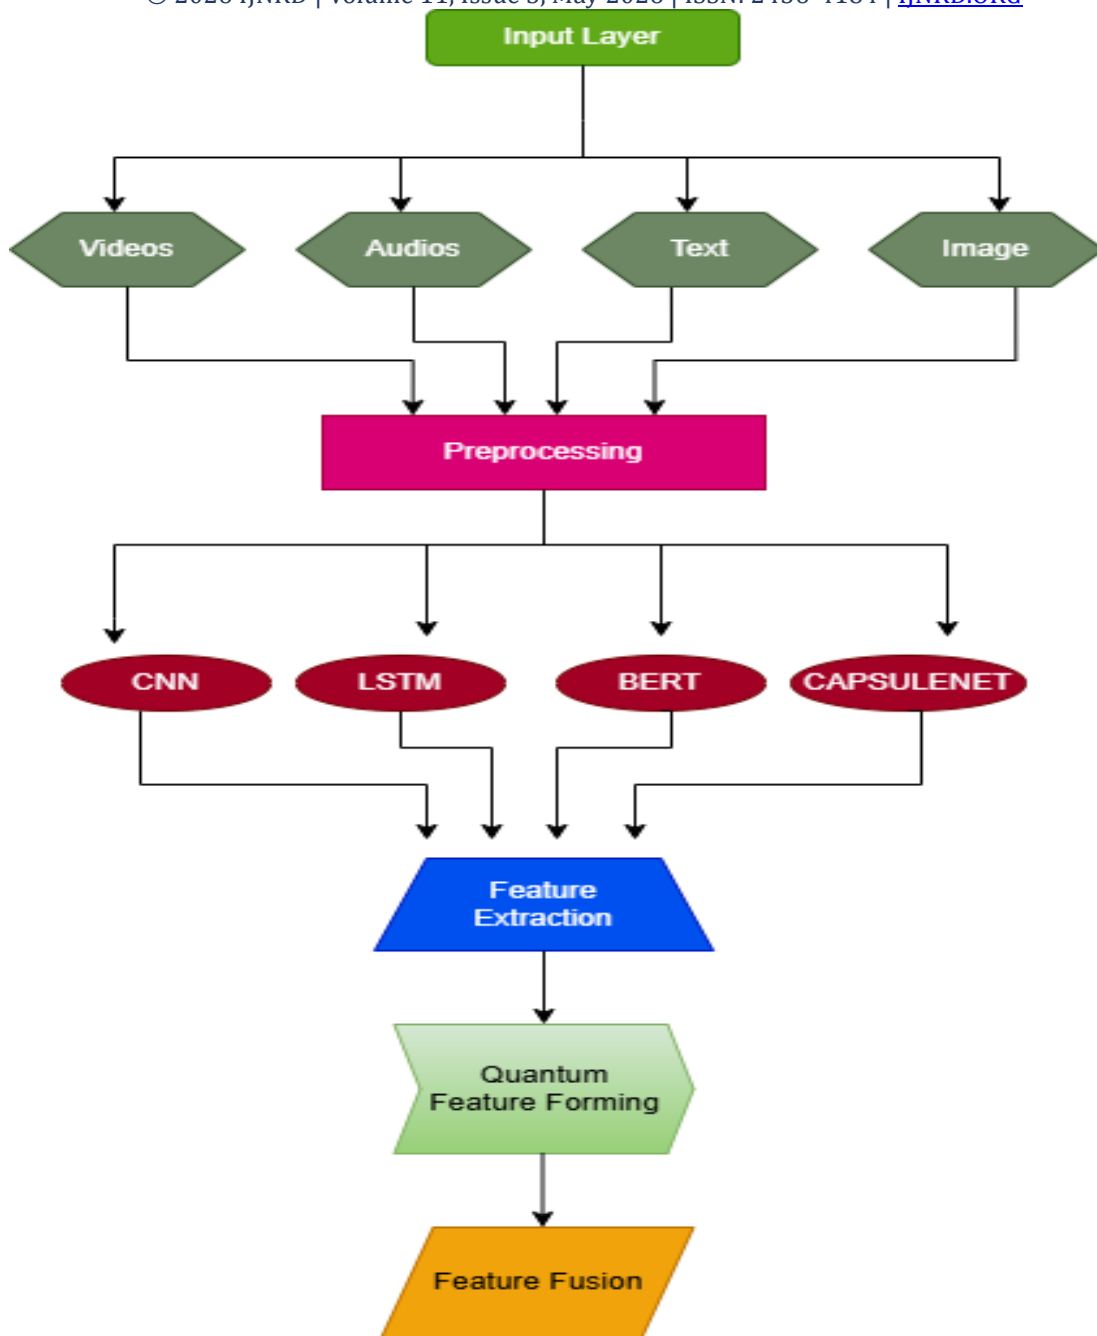 Input Layer
Videos Audios Text Image
Preprocessing
CNN LSTM BERT CAPSULENET
Feature
Extraction
Quantum
Feature Forming
Feature Fusion